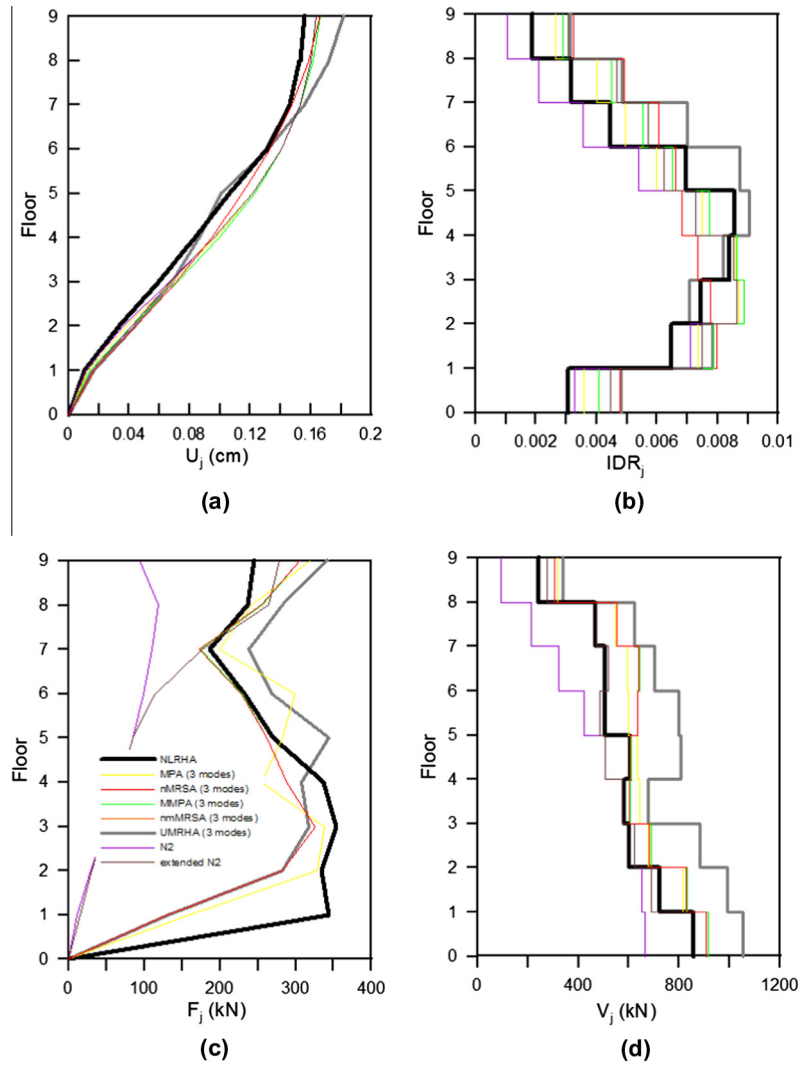 9
8
7
6
5
4
3
2
1
0
Floor
0 0.04 0.08 0.12 0.16 0.2
Uj (cm)
(a)
9
8
7
6
5
4
3
2
1
0
Floor
0 0.002 0.004 0.006 0.008 0.01
IDRj
(b)
9
8
7
6
5
4
3
2
1
0
Floor
NLRHA
MPA (3 modes)
nMRSA (3 modes)
MMPA (3 modes)
nmMRSA (3 modes)
UMRHA (3 modes)
N2
extended N2
0 100 200 300 400
Fj (kN)
(c)
9
8
7
6
5
4
3
2
1
0
Floor
0 400 800 1200
Vj (kN)
(d)